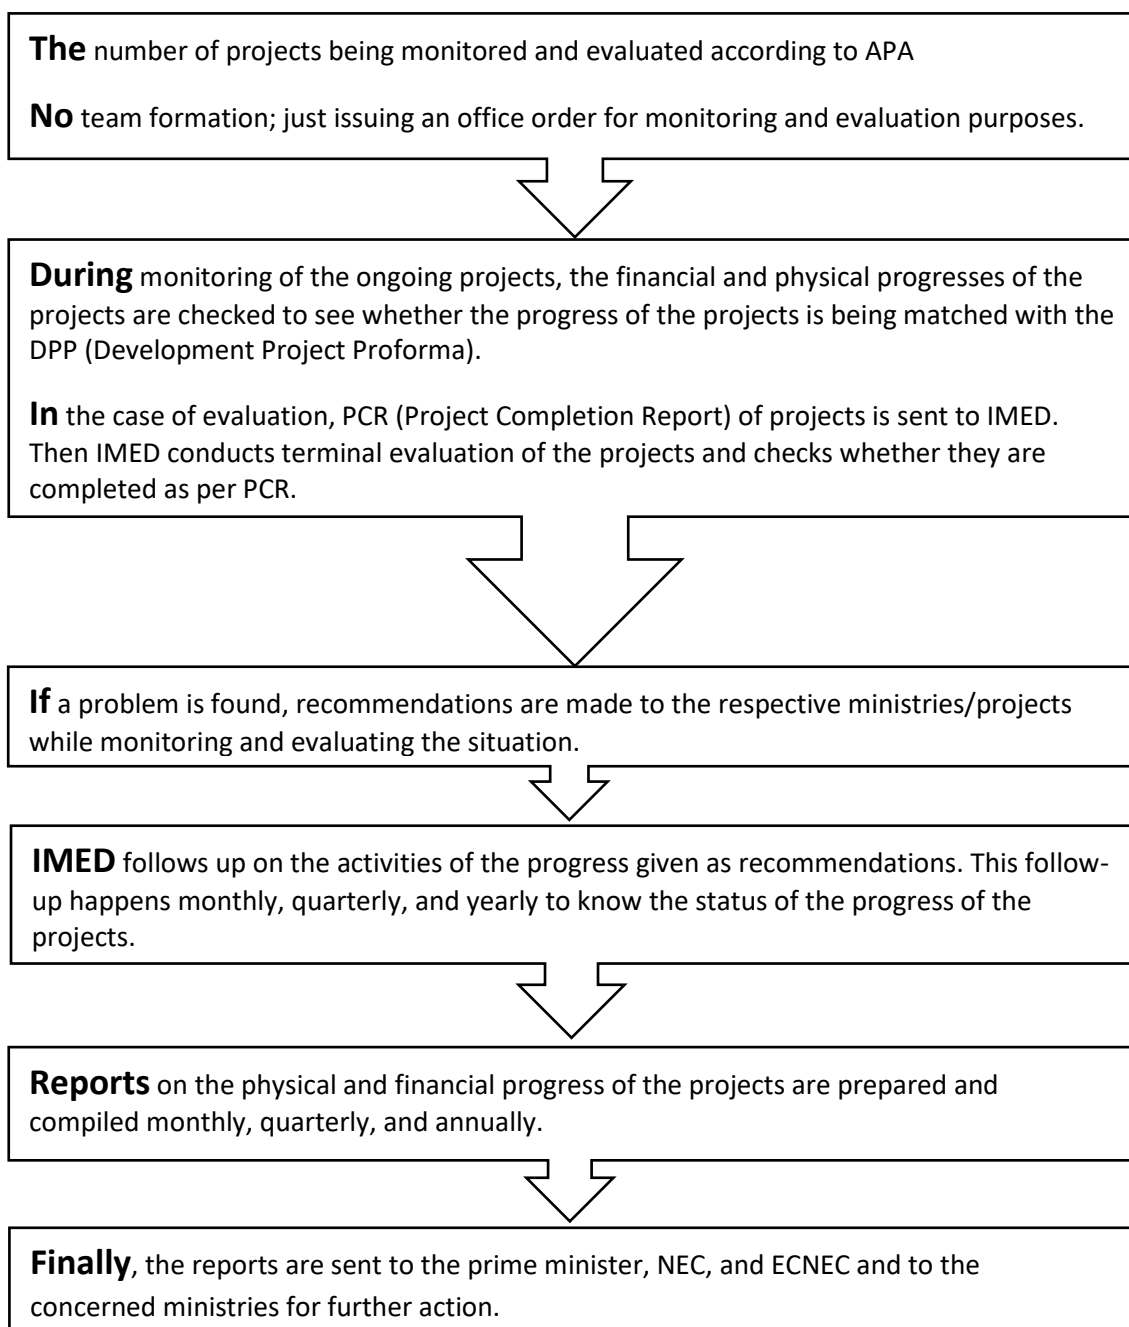 The number of projects being monitored and evaluated according to APA
No team formation; just issuing an office order for monitoring and evaluation purposes.
During monitoring of the ongoing projects, the financial and physical progresses of the
projects are checked to see whether the progress of the projects is being matched with the
DPP (Development Project Proforma).
In the case of evaluation, PCR (Project Completion Report) of projects is sent to IMED.
Then IMED conducts terminal evaluation of the projects and checks whether they are
completed as per PCR.
If a problem is found, recommendations are made to the respective ministries/projects
while monitoring and evaluating the situation.
IMED follows up on the activities of the progress given as recommendations. This follow-
up happens monthly, quarterly, and yearly to know the status of the progress of the
projects.
Reports on the physical and financial progress of the projects are prepared and
compiled monthly, quarterly, and annually.
Finally, the reports are sent to the prime minister, NEC, and ECNEC and to the
concerned ministries for further action.